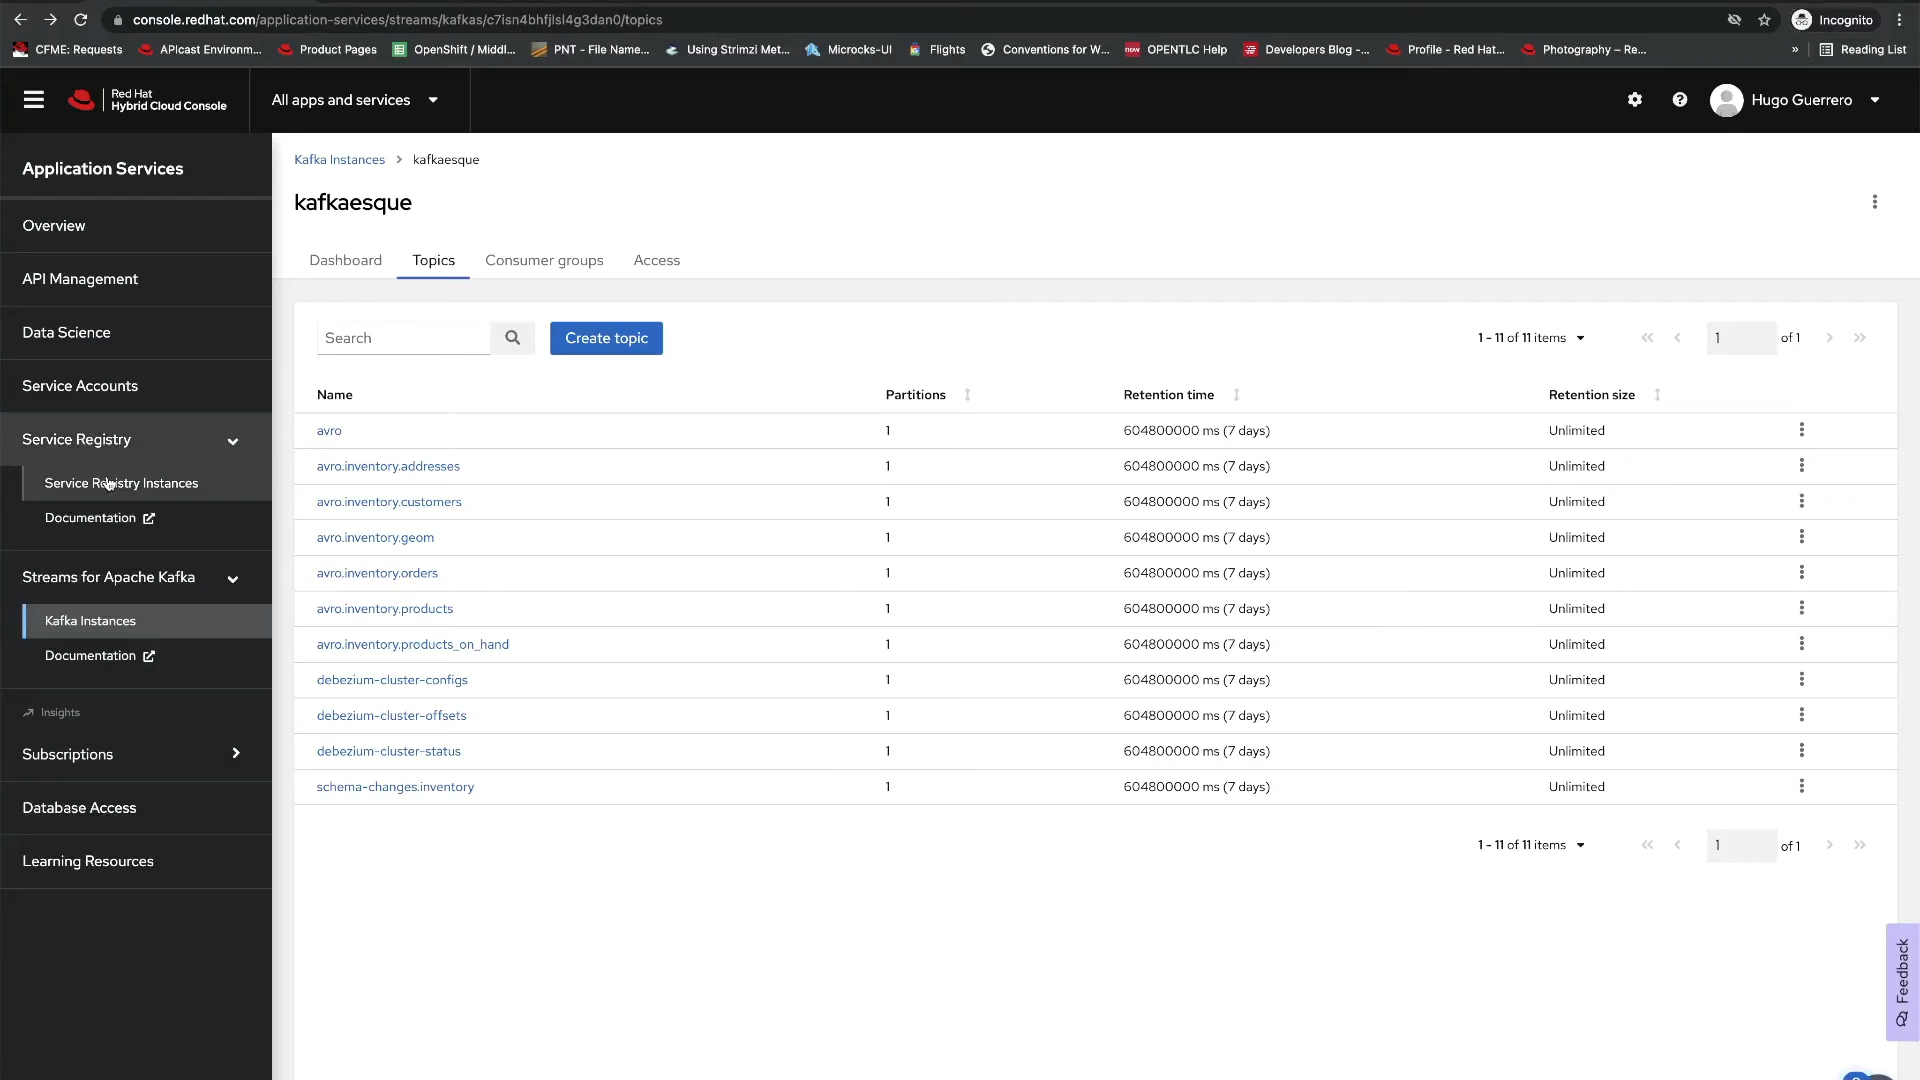 console.redhat.com/application-services/streams/kafkas/c7isn4bhfjlsl4g3dan0/topics
Incognito
CFME: Requests
APIcast Environm...
Product Pages
OpenShift / Middl...
PNT - File Name...
Using Strimzi Met...
Microcks-UI
Flights
Conventions for W...
OPENTLC Help
Developers Blog -...
Profile - Red Hat...
Photography – Re...
»
Reading List
Red Hat
Hybrid Cloud Console
All apps and services
Hugo Guerrero
Application Services
Overview
API Management
Data Science
Service Accounts
Service Registry
Service Registry Instances
Documentation
Streams for Apache Kafka
Kafka Instances
Documentation
Insights
Subscriptions
Database Access
Learning Resources
Kafka Instances > kafkaesque
kafkaesque
Dashboard Topics Consumer groups Access
Search Create topic 1 - 11 of 11 items 1 of 1
Name Partitions Retention time Retention size
avro 1 604800000 ms (7 days) Unlimited
avro.inventory.addresses 1 604800000 ms (7 days) Unlimited
avro.inventory.customers 1 604800000 ms (7 days) Unlimited
avro.inventory.geom 1 604800000 ms (7 days) Unlimited
avro.inventory.orders 1 604800000 ms (7 days) Unlimited
avro.inventory.products 1 604800000 ms (7 days) Unlimited
avro.inventory.products_on_hand 1 604800000 ms (7 days) Unlimited
debezium-cluster-configs 1 604800000 ms (7 days) Unlimited
debezium-cluster-offsets 1 604800000 ms (7 days) Unlimited
debezium-cluster-status 1 604800000 ms (7 days) Unlimited
schema-changes.inventory 1 604800000 ms (7 days) Unlimited
1 - 11 of 11 items 1 of 1
Feedback